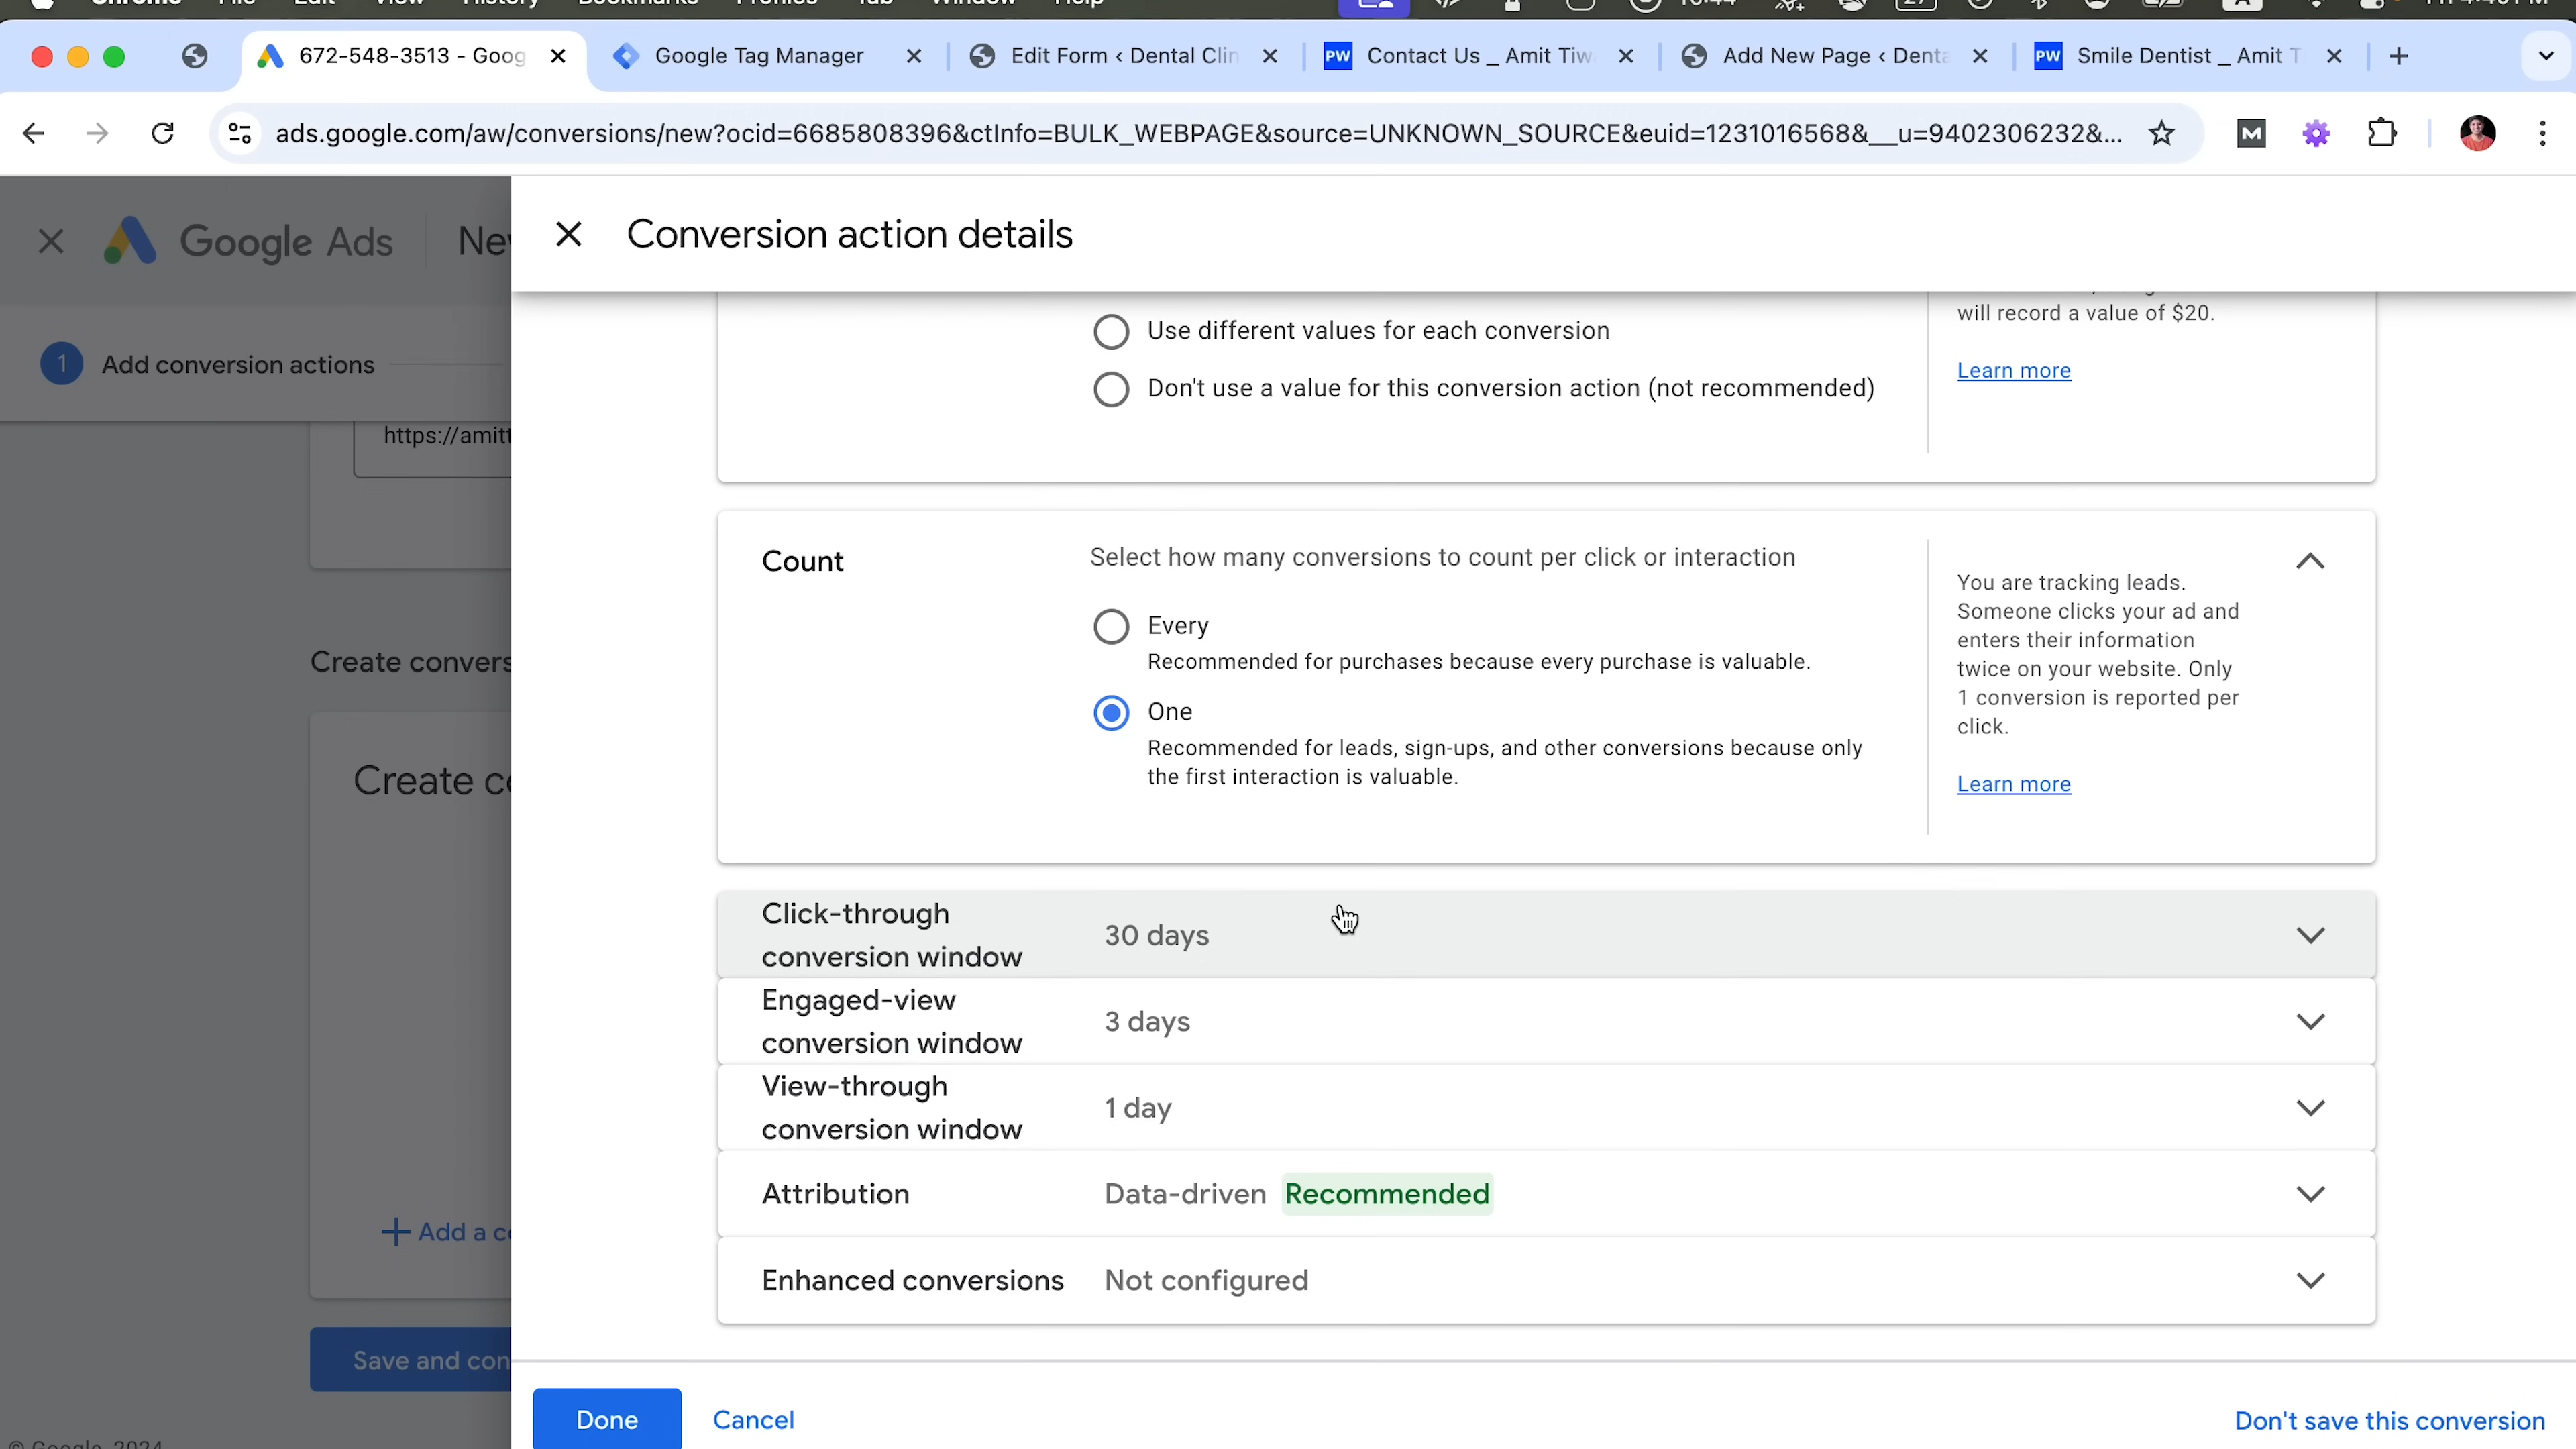 672-548-3513 - Goog
Google Tag Manager
Edit Form ‹ Dental Clin
PW
Contact Us _ Amit Tiw
Add New Page ‹ Denta
PW
Smile Dentist _ Amit T
ads.google.com/aw/conversions/new?ocid=6685808396&ctInfo=BULK_WEBPAGE&source=UNKNOWN_SOURCE&euid=1231016568&__u=9402306232&...
Google Ads
New
Conversion action details
1
Add conversion actions
https://amitt
Create convers
Create co
+ Add a co
Save and con
Use different values for each conversion
Don't use a value for this conversion action (not recommended)
will record a value of $20.
Learn more
Count
Select how many conversions to count per click or interaction
Every
Recommended for purchases because every purchase is valuable.
One
Recommended for leads, sign-ups, and other conversions because only
the first interaction is valuable.
You are tracking leads.
Someone clicks your ad and
enters their information
twice on your website. Only
1 conversion is reported per
click.
Learn more
Click-through
conversion window
30 days
Engaged-view
conversion window
3 days
View-through
conversion window
1 day
Attribution
Data-driven
Recommended
Enhanced conversions
Not configured
Done
Cancel
Don't save this conversion